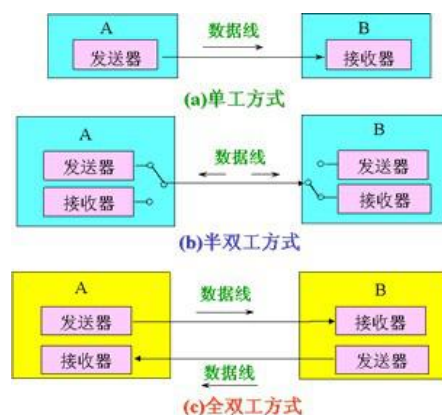 A 数据线 B
发送器 接收器
(a)单工方式
A B
数据线
发送器 发送器
接收器 接收器
(b)半双工方式
A B
数据线
发送器 接收器
接收器 发送器
数据线
(c)全双工方式